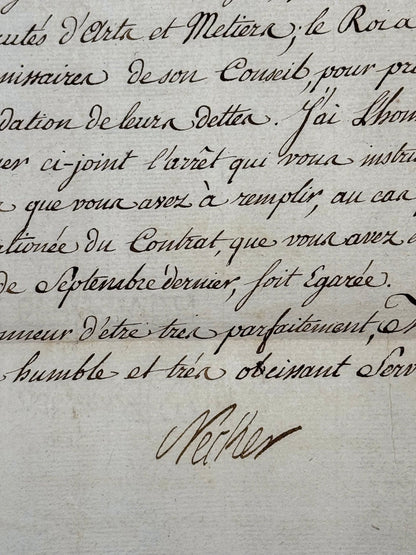 utés d'Arts et Metiers, le Roi a
missaires de son Conseil, pour pro
dation de leurs dettes. J'ai L'hon
er ci-joint l'arrêt qui vous instru
que vous avez à remplir, au cas
tionée du Contrat, que vous avez
de Septembre dernier, soit Egarée.
nneur d'être très parfaitement,
humble et très obéissant Serv
Necker